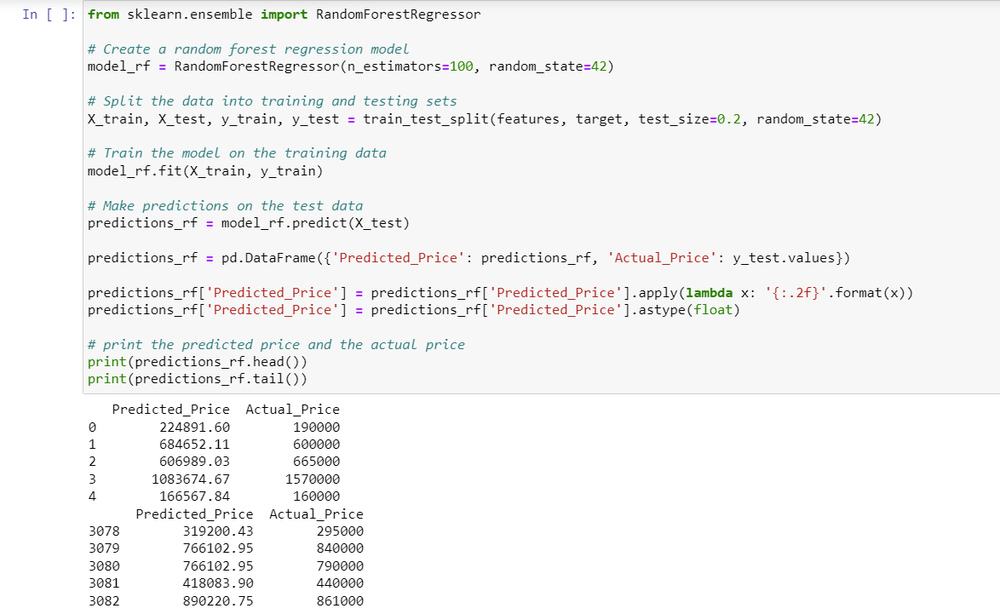 In [ ]: from sklearn.ensemble import RandomForestRegressor
# Create a random forest regression model
model_rf = RandomForestRegressor(n_estimators=100, random_state=42)
# Split the data into training and testing sets
X_train, X_test, y_train, y_test = train_test_split(features, target, test_size=0.2, random_state=42)
# Train the model on the training data
model_rf.fit(X_train, y_train)
# Make predictions on the test data
predictions_rf = model_rf.predict(X_test)
predictions_rf = pd.DataFrame({'Predicted_Price': predictions_rf, 'Actual_Price': y_test.values})
predictions_rf['Predicted_Price'] = predictions_rf['Predicted_Price'].apply(lambda x: '{:.2f}'.format(x))
predictions_rf['Predicted_Price'] = predictions_rf['Predicted_Price'].astype(float)
# print the predicted price and the actual price
print(predictions_rf.head())
print(predictions_rf.tail())
Predicted_Price Actual_Price
0 224891.60 190000
1 684652.11 600000
2 606989.03 665000
3 1083674.67 1570000
4 166567.84 160000
Predicted_Price Actual_Price
3078 319200.43 295000
3079 766102.95 840000
3080 766102.95 790000
3081 418083.90 440000
3082 890220.75 861000